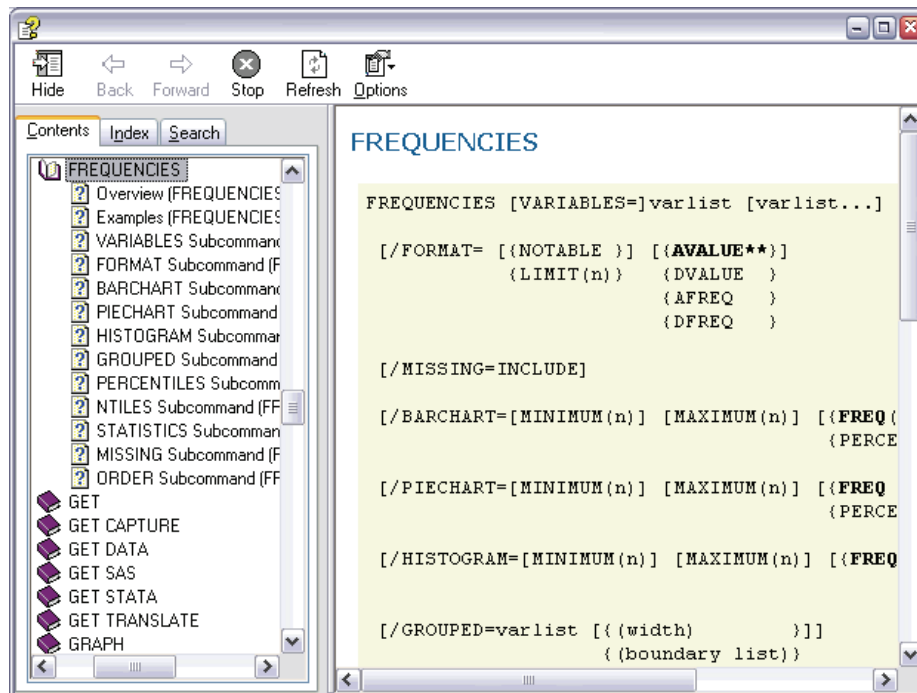 Hide Back Forward Stop Refresh Options
Contents Index Search
FREQUENCIES
Overview (FREQUENCIES
Examples (FREQUENCIES
VARIABLES Subcommand
FORMAT Subcommand (F
BARCHART Subcommand
PIECHART Subcommand
HISTOGRAM Subcommar
GROUPED Subcommand
PERCENTILES Subcomm
NTILES Subcommand (FF
STATISTICS Subcomman
MISSING Subcommand (F
ORDER Subcommand (FF
GET
GET CAPTURE
GET DATA
GET SAS
GET STATA
GET TRANSLATE
GRAPH
FREQUENCIES
FREQUENCIES [VARIABLES=]varlist [varlist...]
[/FORMAT= [{NOTABLE }] [{AVALUE**}]
{LIMIT(n)} {DVALUE }
{AFREQ }
{DFREQ }
[/MISSING=INCLUDE]
[/BARCHART=[MINIMUM(n)] [MAXIMUM(n)] [{FREQ(
{PERCE
[/PIECHART=[MINIMUM(n)] [MAXIMUM(n)] [{FREQ
{PERCE
[/HISTOGRAM=[MINIMUM(n)] [MAXIMUM(n)] [{FREQ
[/GROUPED=varlist [{(width) }]]
{(boundary list)}